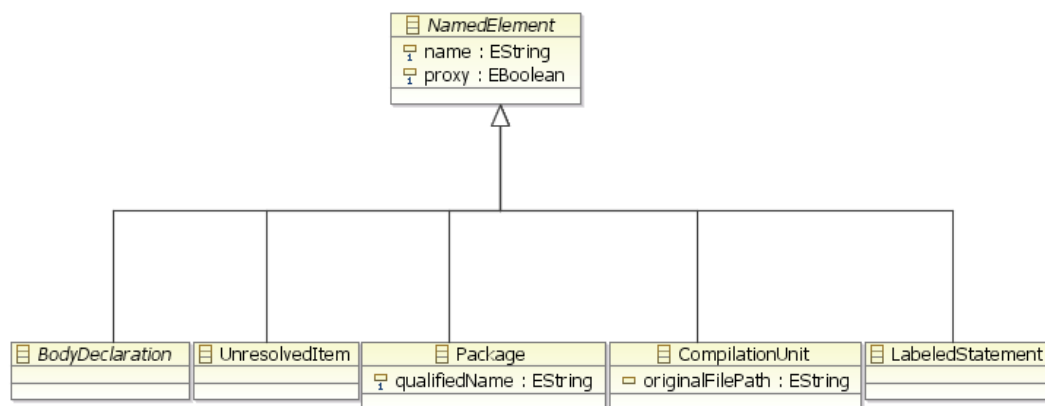 NamedElement
name : EString
proxy : EBoolean
BodyDeclaration
UnresolvedItem
Package
qualifiedName : EString
CompilationUnit
originalFilePath : EString
LabeledStatement